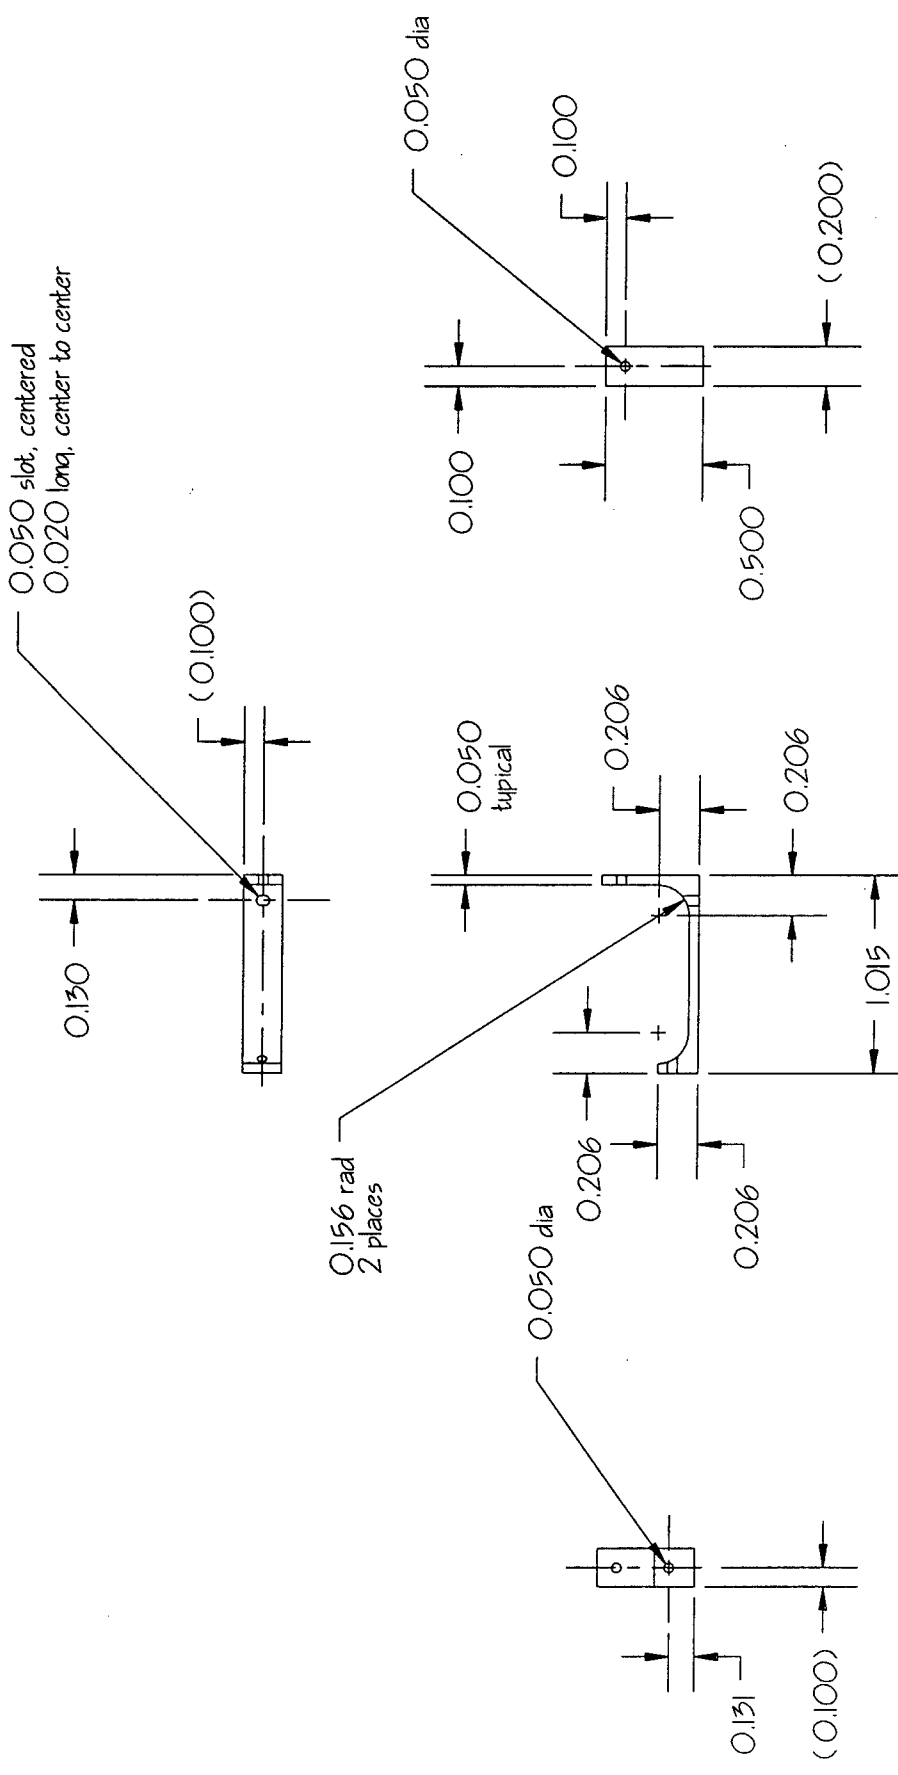 0.050 slot, centered
0.020 long, center to center
0.130
(0.100)
0.156 rad
2 places
0.050
typical
0.206
0.206
0.206
0.206
1.015
0.050 dia
0.131
(0.100)
0.050 dia
0.100
0.100
0.500
(0.200)